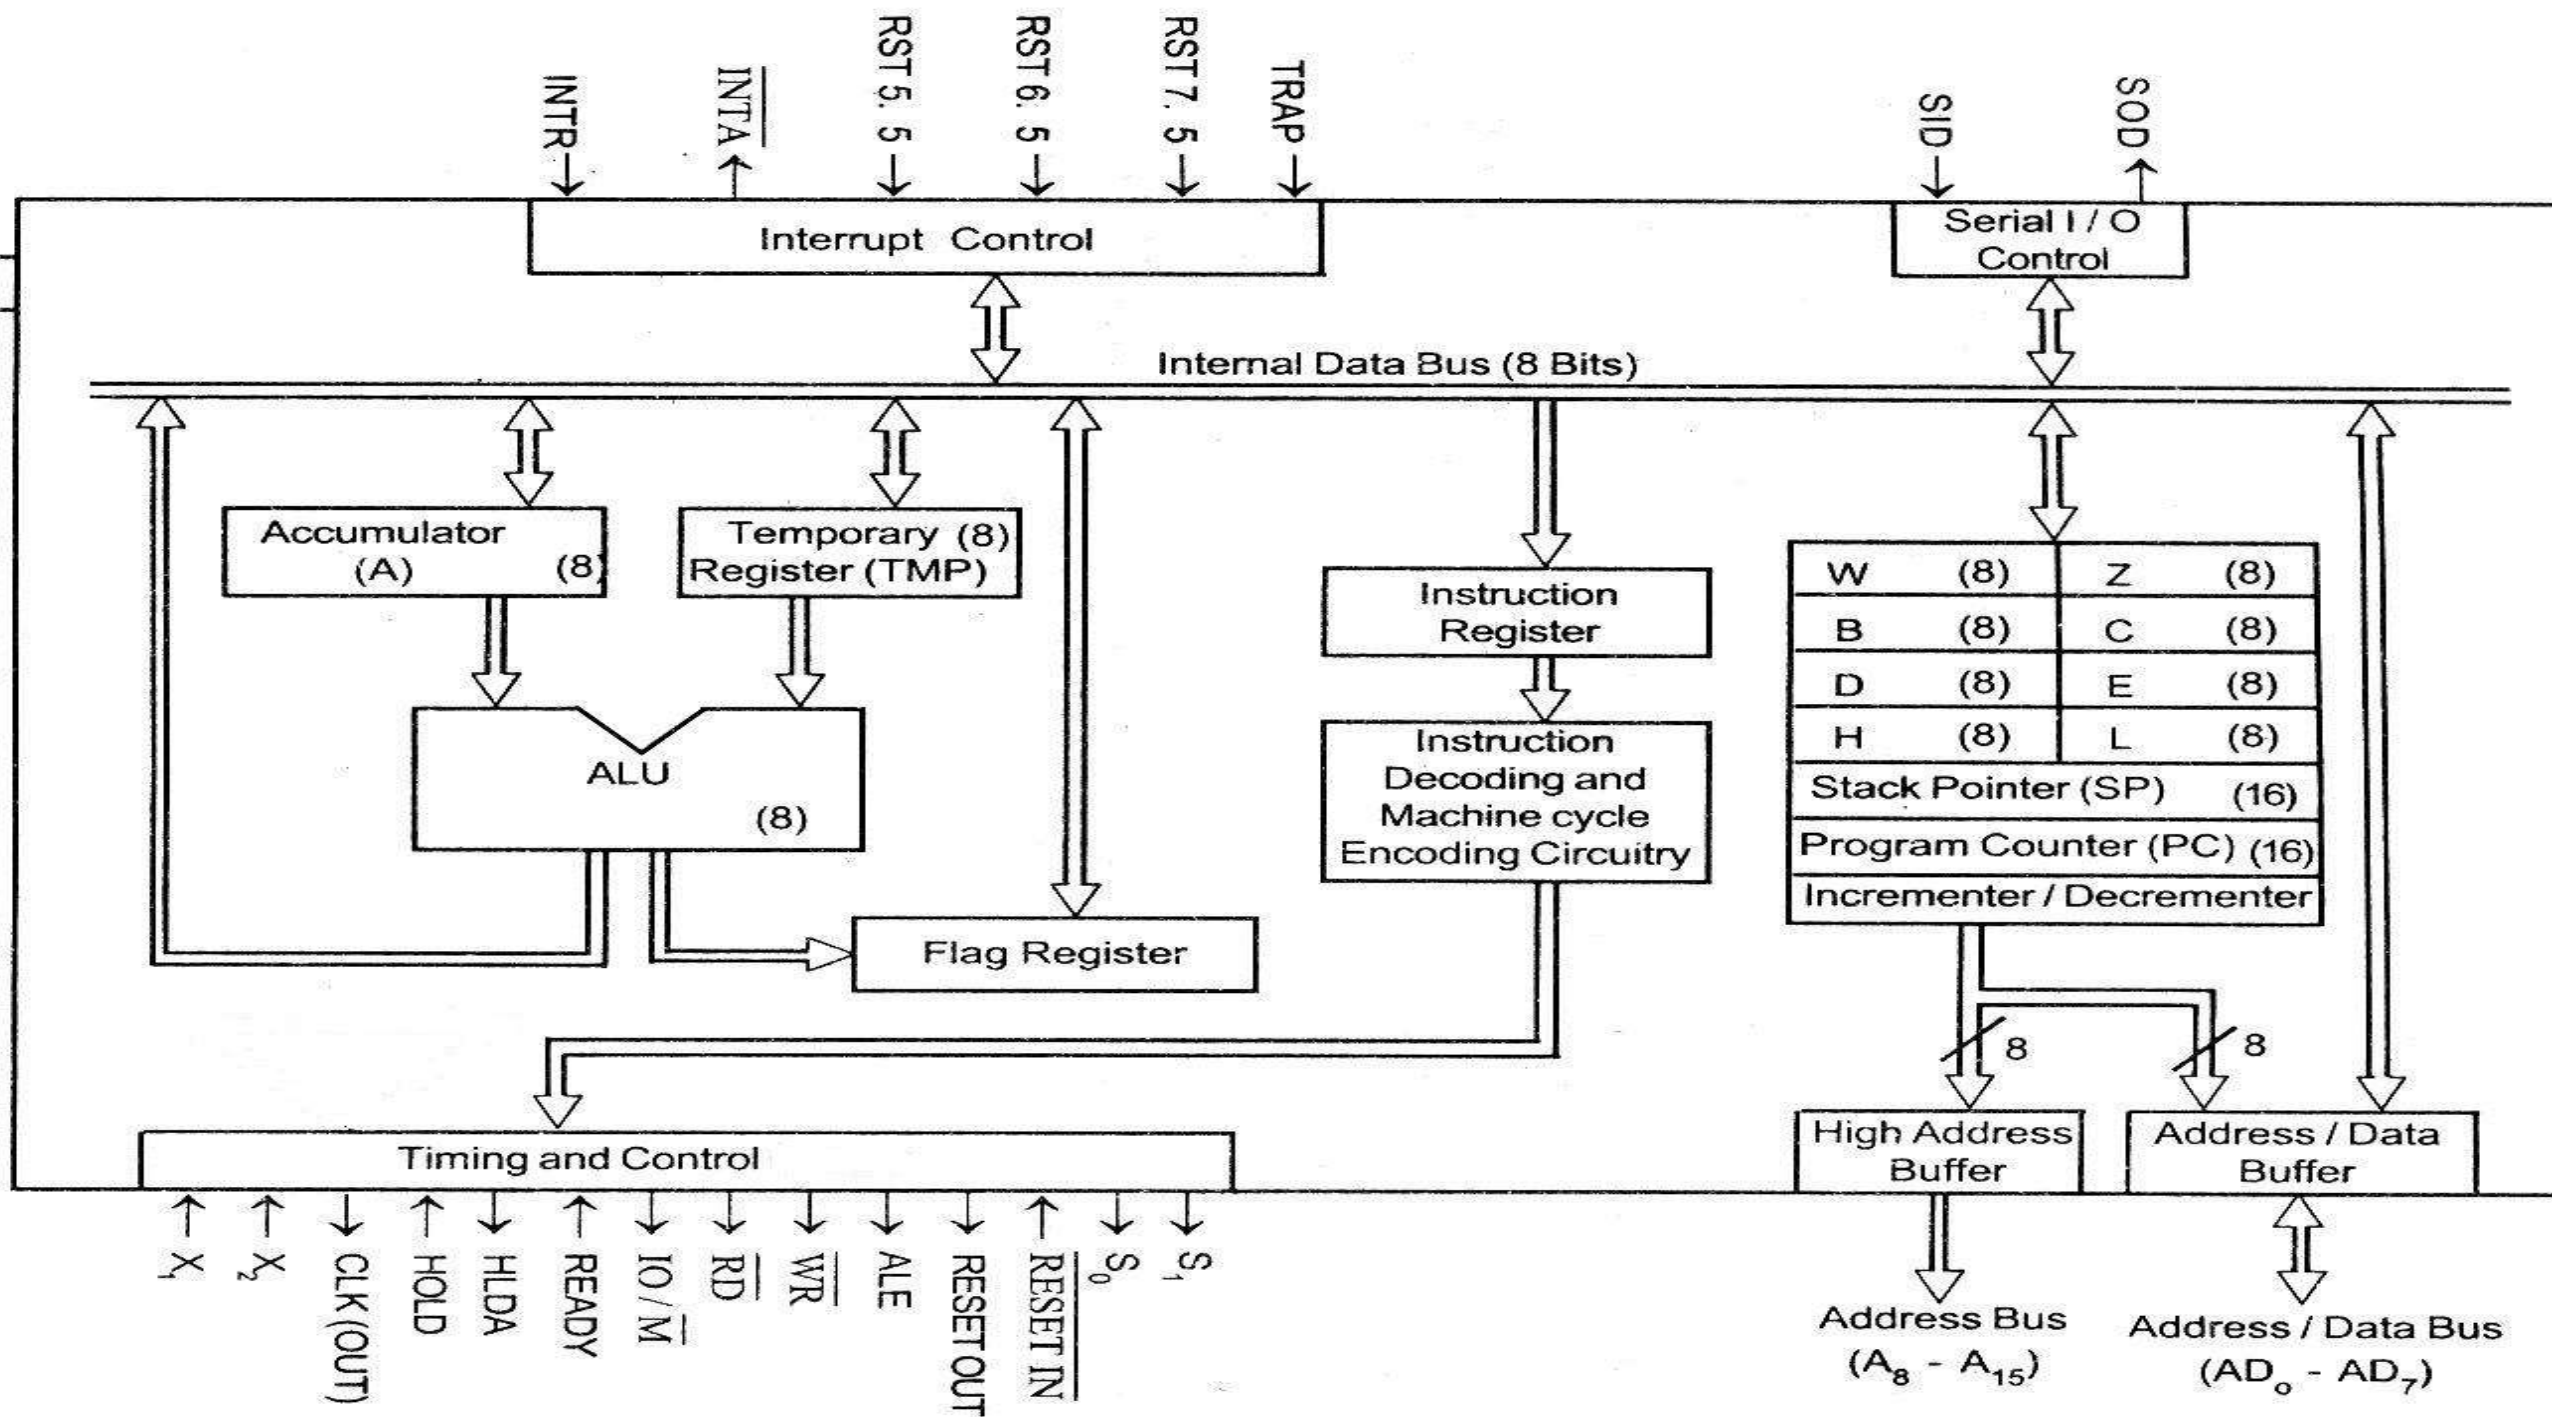 INTR
INTA
RST 5. 5
RST 6. 5
RST 7. 5
TRAP
SID
SOD
Interrupt Control
Serial I / O
Control
Internal Data Bus (8 Bits)
Accumulator
(A) (8)
Temporary (8)
Register (TMP)
Instruction
Register
W (8) Z (8)
B (8) C (8)
D (8) E (8)
H (8) L (8)
Stack Pointer (SP) (16)
Program Counter (PC) (16)
Incrementer / Decrementer
ALU
(8)
Instruction
Decoding and
Machine cycle
Encoding Circuitry
Flag Register
8
8
Timing and Control
High Address
Buffer
Address / Data
Buffer
X₁
X₂
CLK (OUT)
HOLD
HLDA
READY
IO / M
RD
WR
ALE
RESET OUT
RESET IN
S₀
S₁
Address Bus
(A₈ - A₁₅)
Address / Data Bus
(AD₀ - AD₇)